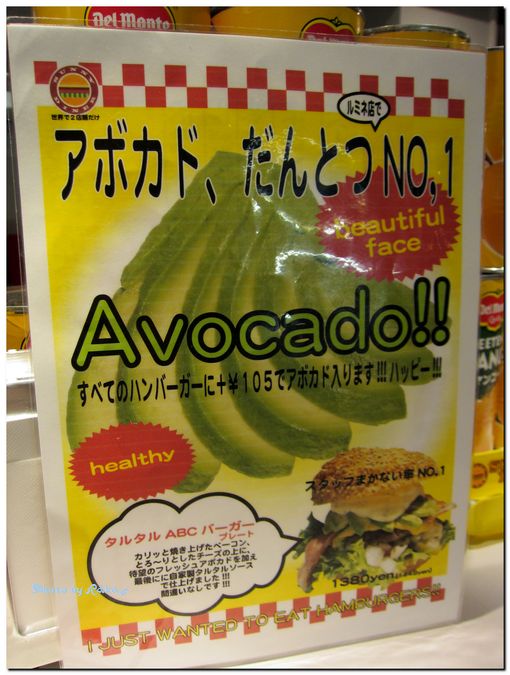 Del Monte
Del Monte
SUNNY
DINER
世界で2店舗だけ
ルミネ店で
アボカド、だんとつNO,1
beautiful
face
Avocado!!
すべてのハンバーガーに+¥105でアボカド入ります!!!ハッピー!!!
healthy
スタッフまかない率NO,1
タルタルABCバーガー
プレート
カリッと焼き上げたベーコン、
とろ〜りとしたチーズの上に、
待望のフレッシュアボカドを加え
最後にに自家製タルタルソース
で仕上げました!!!
間違いなしです!!!
1380yen
I JUST WANTED TO EAT HAMBURGERS!!
Del Monte